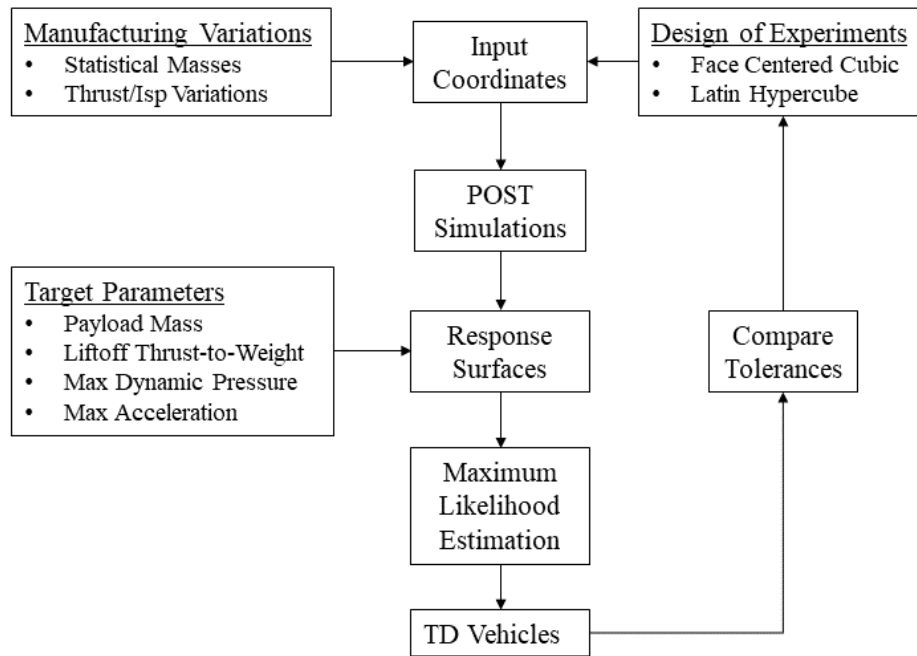 Manufacturing Variations
• Statistical Masses
• Thrust/Isp Variations
Input
Coordinates
Design of Experiments
• Face Centered Cubic
• Latin Hypercube
POST
Simulations
Target Parameters
• Payload Mass
• Liftoff Thrust-to-Weight
• Max Dynamic Pressure
• Max Acceleration
Response
Surfaces
Compare
Tolerances
Maximum
Likelihood
Estimation
TD Vehicles